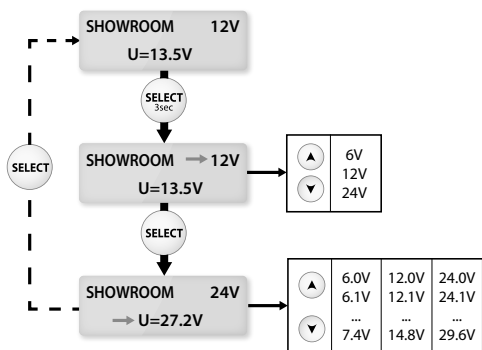 SHOWROOM 12V
U=13.5V
SELECT
3sec
SHOWROOM → 12V
U=13.5V
6V
12V
24V
SELECT
SELECT
SHOWROOM 24V
→ U=27.2V
6.0V 12.0V 24.0V
6.1V 12.1V 24.1V
... ... ...
7.4V 14.8V 29.6V